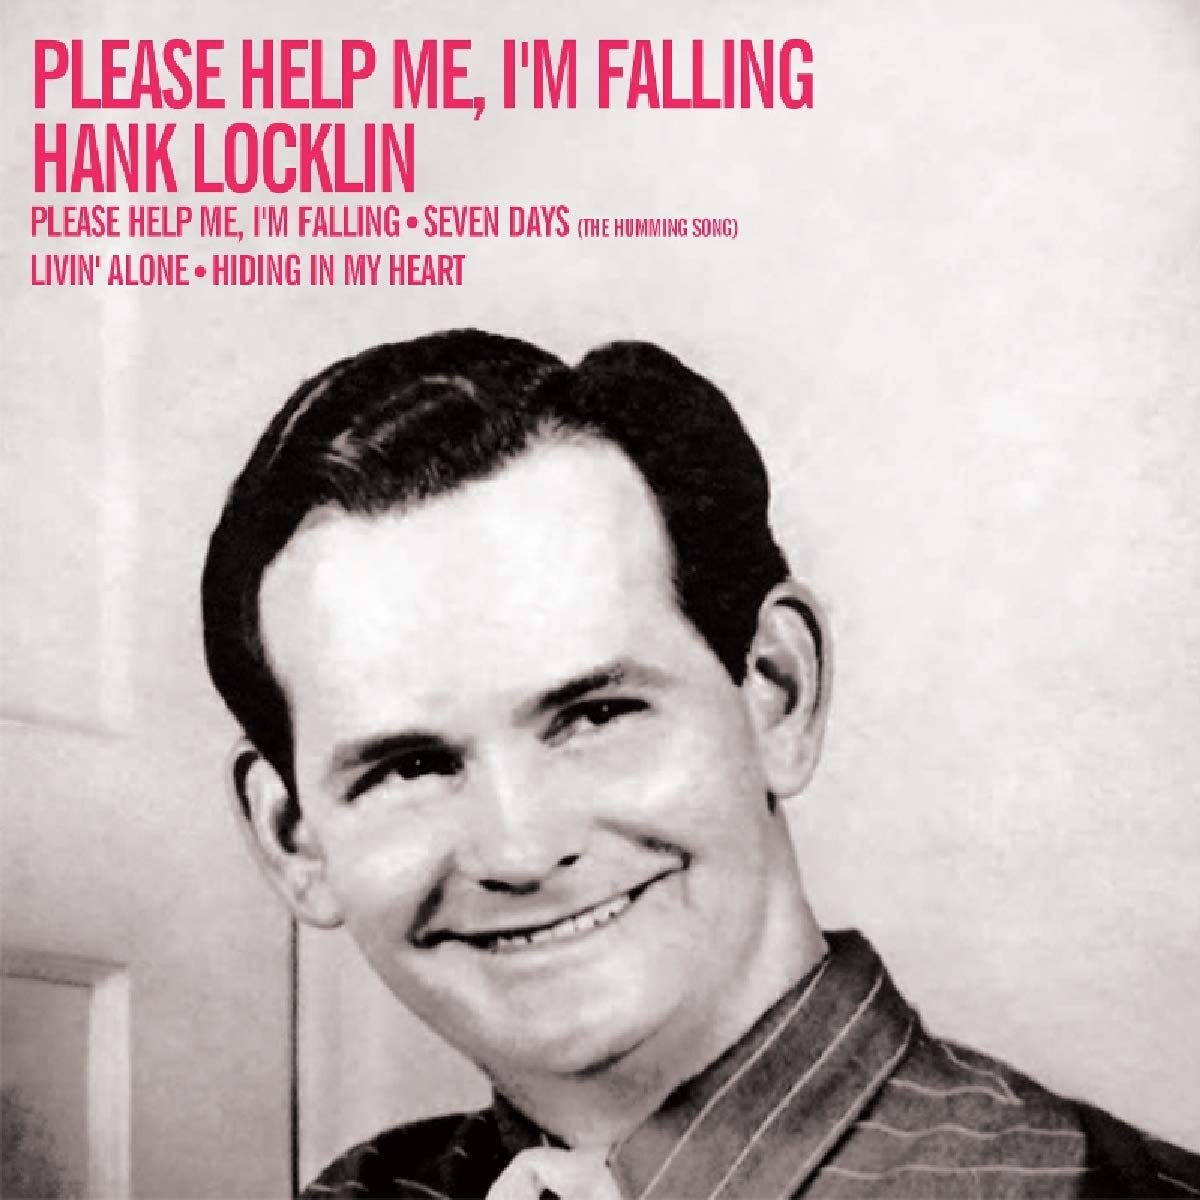 PLEASE HELP ME, I'M FALLING
HANK LOCKLIN
PLEASE HELP ME, I'M FALLING • SEVEN DAYS (THE HUMMING SONG)
LIVIN' ALONE • HIDING IN MY HEART